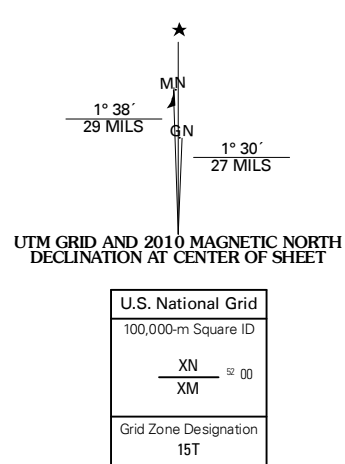 ★
MN
1° 38´
29 MILS
GN
1° 30´
27 MILS
UTM GRID AND 2010 MAGNETIC NORTH
DECLINATION AT CENTER OF SHEET
U.S. National Grid
100,000-m Square ID
XN
52 00
XM
Grid Zone Designation
15T